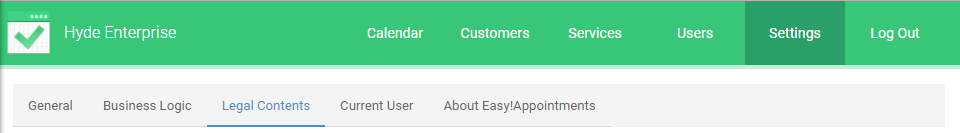 Hyde Enterprise Calendar Customers Services Users Settings Log Out
General Business Logic Legal Contents Current User About Easy!Appointments